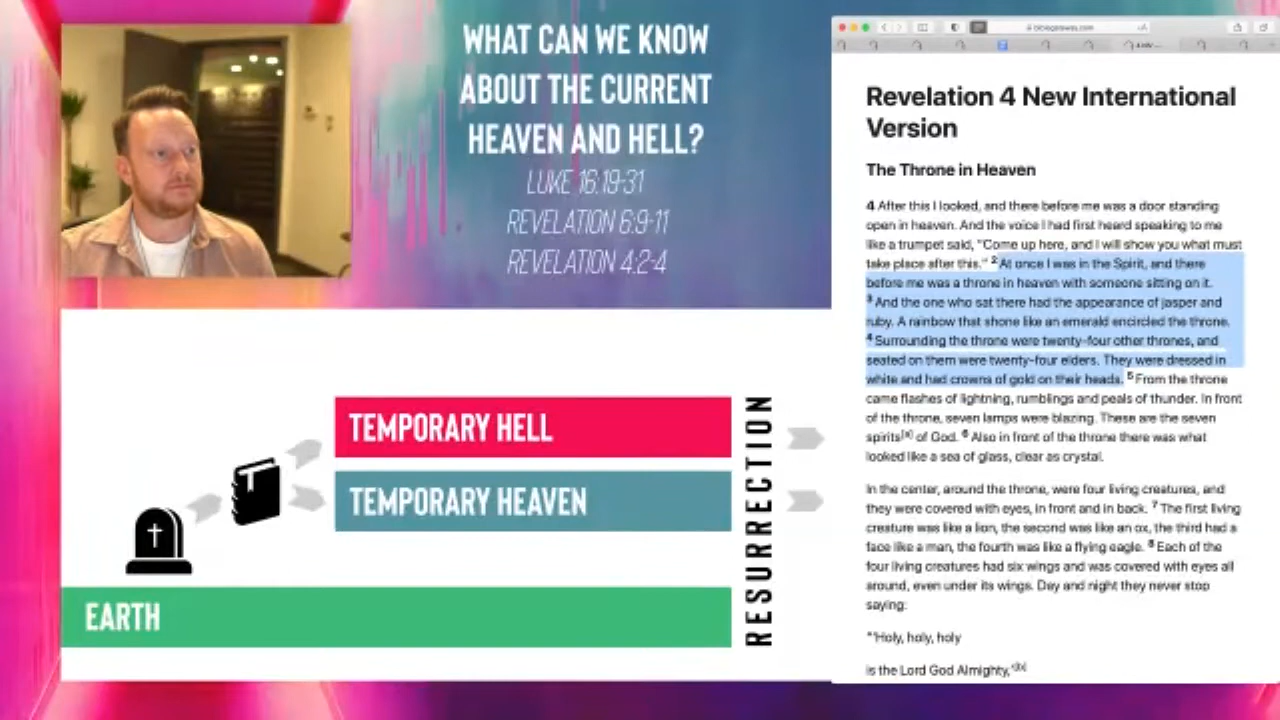 WHAT CAN WE KNOW
ABOUT THE CURRENT
HEAVEN AND HELL?
LUKE 16:19-31
REVELATION 6:9-11
REVELATION 4:2-4
TEMPORARY HELL
TEMPORARY HEAVEN
EARTH
RESURRECTION
biblegateway.com
Revelation 4 New International
Version
The Throne in Heaven
4 After this I looked, and there before me was a door standing
open in heaven. And the voice I had first heard speaking to me
like a trumpet said, “Come up here, and I will show you what must
take place after this.” 2 At once I was in the Spirit, and there
before me was a throne in heaven with someone sitting on it.
3 And the one who sat there had the appearance of jasper and
ruby. A rainbow that shone like an emerald encircled the throne.
4 Surrounding the throne were twenty-four other thrones, and
seated on them were twenty-four elders. They were dressed in
white and had crowns of gold on their heads. 5 From the throne
came flashes of lightning, rumblings and peals of thunder. In front
of the throne, seven lamps were blazing. These are the seven
spirits[a] of God. 6 Also in front of the throne there was what
looked like a sea of glass, clear as crystal.
In the center, around the throne, were four living creatures, and
they were covered with eyes, in front and in back. 7 The first living
creature was like a lion, the second was like an ox, the third had a
face like a man, the fourth was like a flying eagle. 8 Each of the
four living creatures had six wings and was covered with eyes all
around, even under its wings. Day and night they never stop
saying:
“‘Holy, holy, holy
is the Lord God Almighty,’[b]